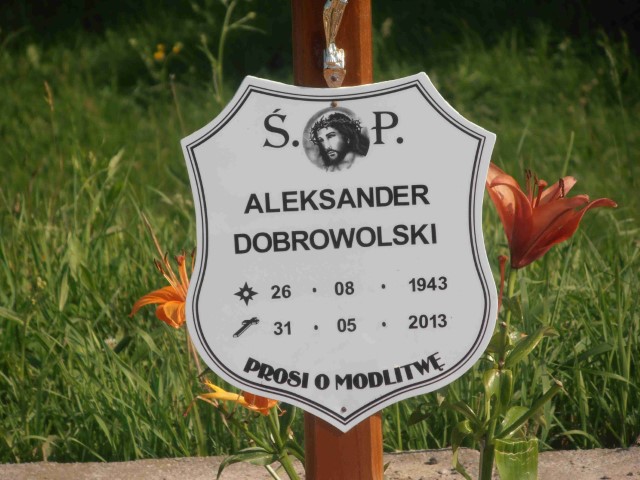 Ś. P.
ALEKSANDER
DOBROWOLSKI
26 · 08 · 1943
31 · 05 · 2013
PROSI O MODLITWĘ